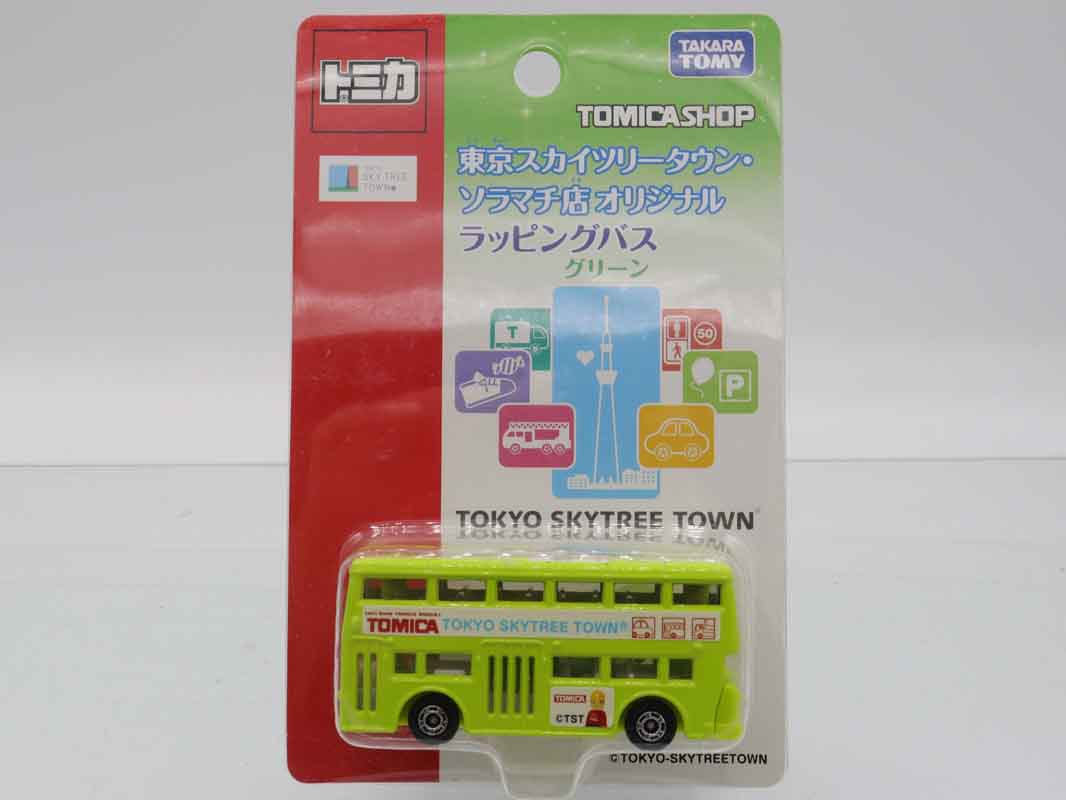 トミカ
TAKARA
TOMY
TOMICA SHOP
SKY TREE
TOWN®
東京スカイツリータウン・
ソラマチ店 オリジナル
ラッピングバス
グリーン
T
50
P
TOKYO SKYTREE TOWN®
TOMICA TOKYO SKYTREE TOWN®
TOMICA
©TST
©TOKYO-SKYTREETOWN